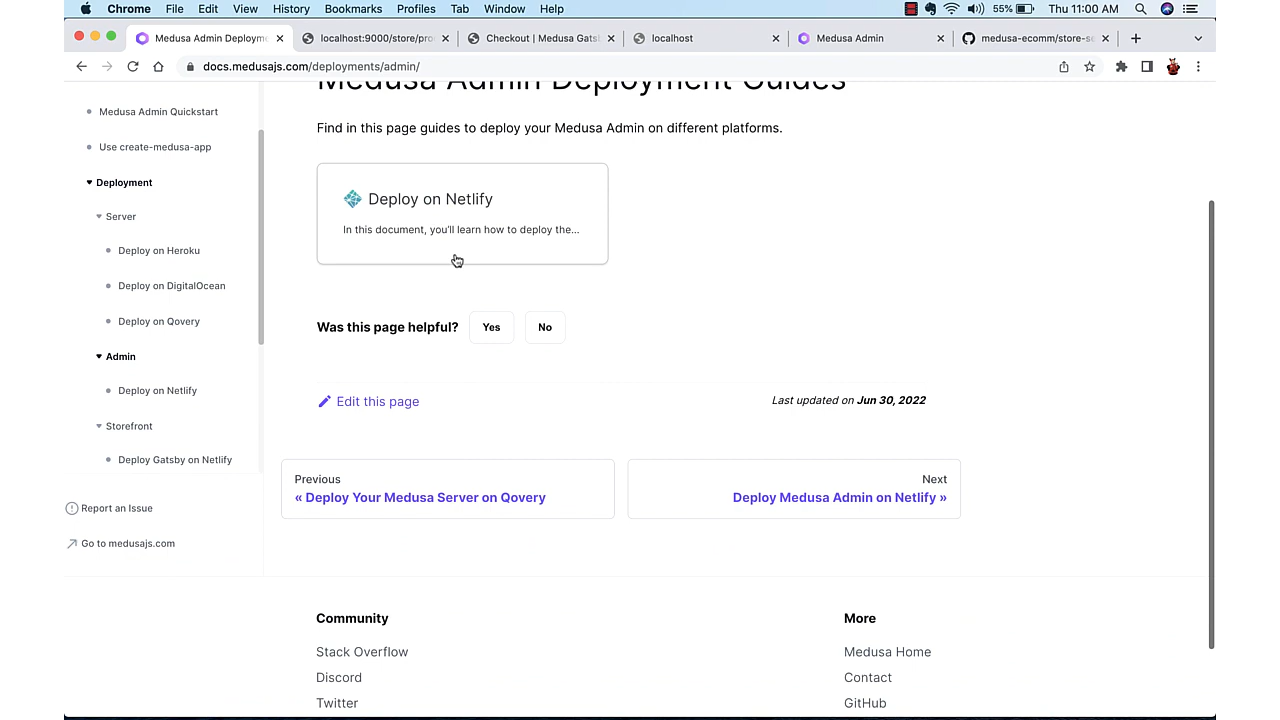 Chrome File Edit View History Bookmarks Profiles Tab Window Help 55% Thu 11:00 AM
Medusa Admin Deployme localhost:9000/store/pro Checkout | Medusa Gats localhost Medusa Admin medusa-ecomm/store-se
docs.medusajs.com/deployments/admin/
Medusa Admin Quickstart
Use create-medusa-app
Deployment
Server
Deploy on Heroku
Deploy on DigitalOcean
Deploy on Qovery
Admin
Deploy on Netlify
Storefront
Deploy Gatsby on Netlify
Report an Issue
Go to medusajs.com
Medusa Admin Deployment Guides
Find in this page guides to deploy your Medusa Admin on different platforms.
Deploy on Netlify
In this document, you'll learn how to deploy the...
Was this page helpful? Yes No
Edit this page
Last updated on Jun 30, 2022
Previous
« Deploy Your Medusa Server on Qovery
Next
Deploy Medusa Admin on Netlify »
Community
Stack Overflow
Discord
Twitter
More
Medusa Home
Contact
GitHub